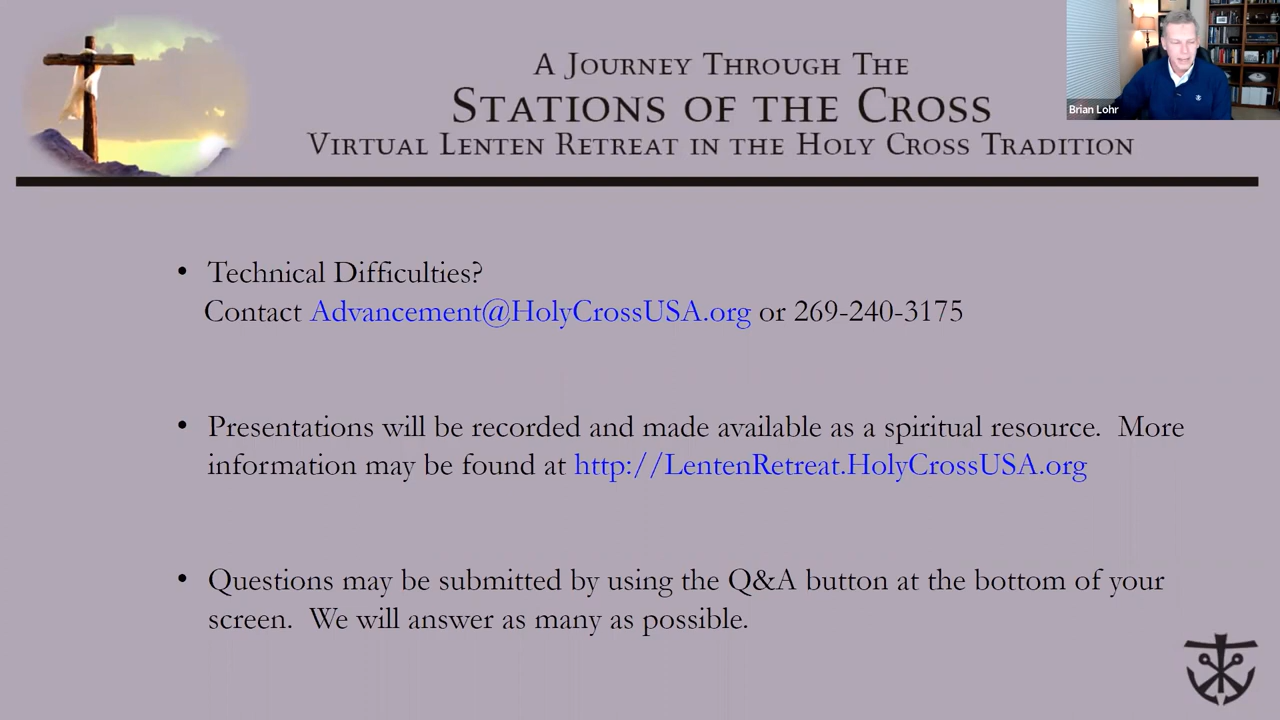 A Journey Through The
Stations of the Cross
Virtual Lenten Retreat in the Holy Cross Tradition
Brian Lohr
• Technical Difficulties?
Contact Advancement@HolyCrossUSA.org or 269-240-3175
• Presentations will be recorded and made available as a spiritual resource.  More
information may be found at http://LentenRetreat.HolyCrossUSA.org
• Questions may be submitted by using the Q&A button at the bottom of your
screen.  We will answer as many as possible.